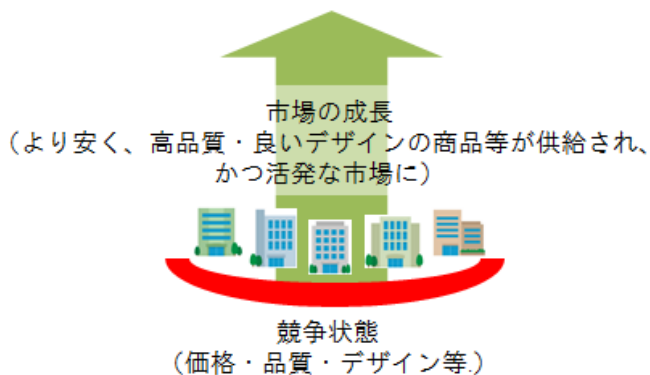 市場の成長
（より安く、高品質・良いデザインの商品等が供給され、
かつ活発な市場に）
競争状態
（価格・品質・デザイン等.）